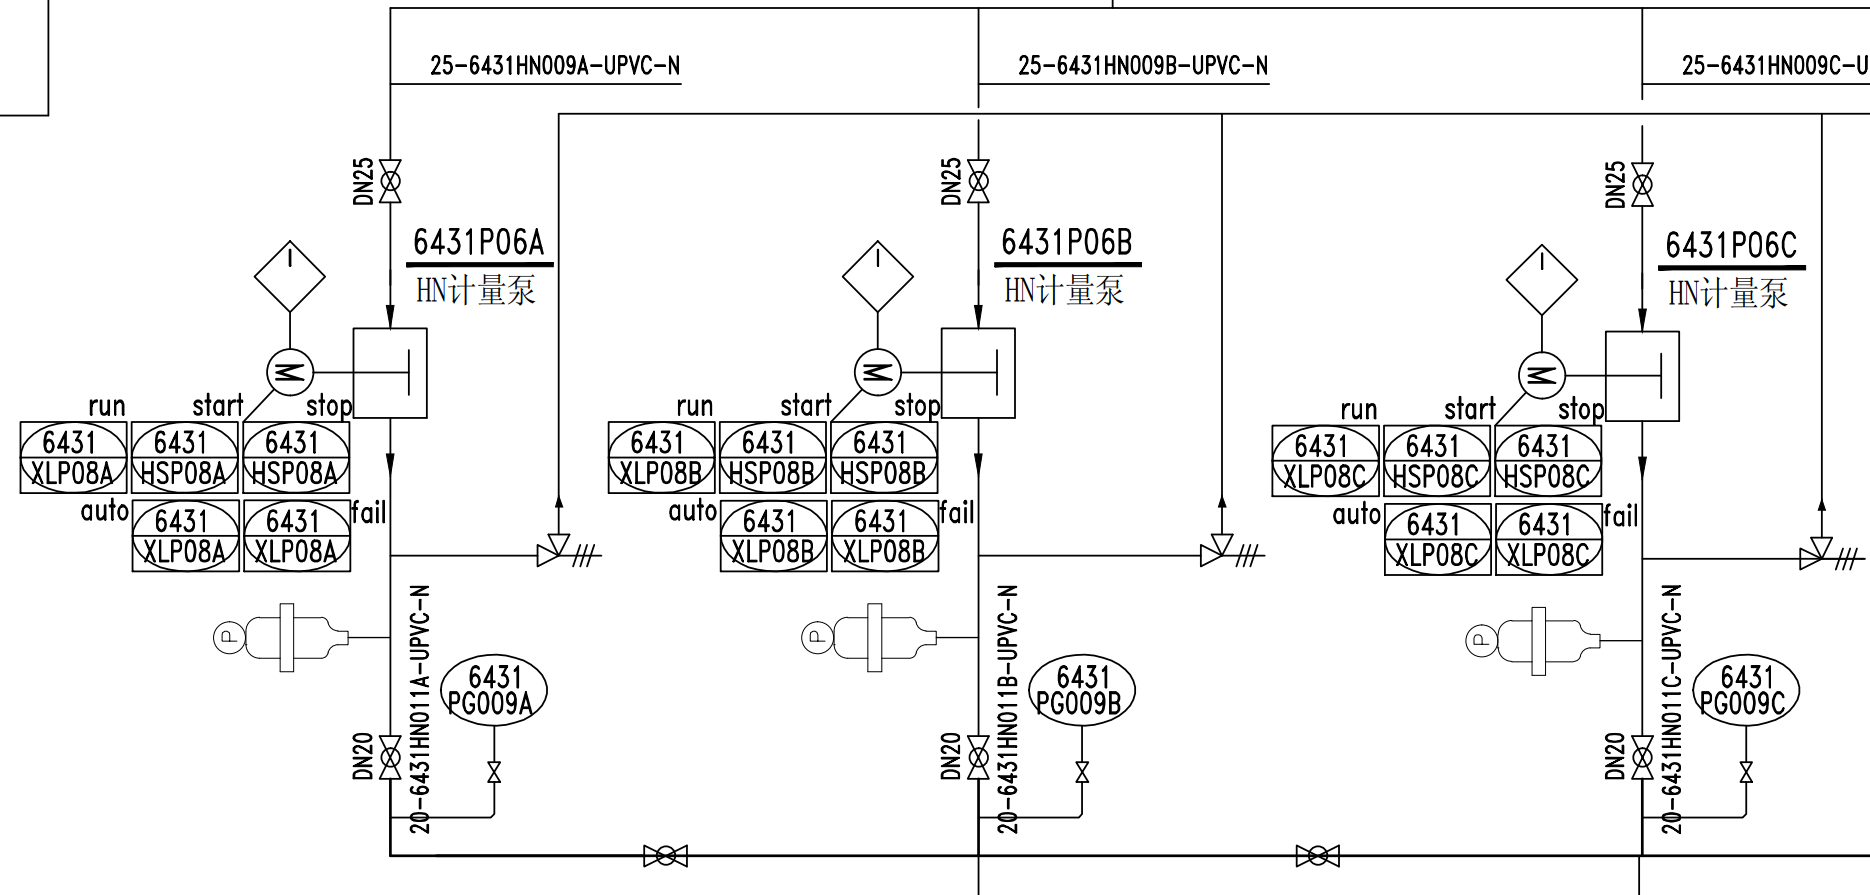 25-6431HN009A-UPVC-N
25-6431HN009B-UPVC-N
25-6431HN009C-U
DN25
DN25
DN25
6431P06A
HN计量泵
6431P06B
HN计量泵
6431P06C
HN计量泵
M
M
M
run start stop
6431 XLP08A
6431 HSP08A
6431 HSP08A
auto fail
6431 XLP08A
6431 XLP08A
run start stop
6431 XLP08B
6431 HSP08B
6431 HSP08B
auto fail
6431 XLP08B
6431 XLP08B
run start stop
6431 XLP08C
6431 HSP08C
6431 HSP08C
auto fail
6431 XLP08C
6431 XLP08C
P
P
P
20-6431HN011A-UPVC-N
20-6431HN011B-UPVC-N
20-6431HN011C-UPVC-N
6431
PG009A
6431
PG009B
6431
PG009C
DN20
DN20
DN20